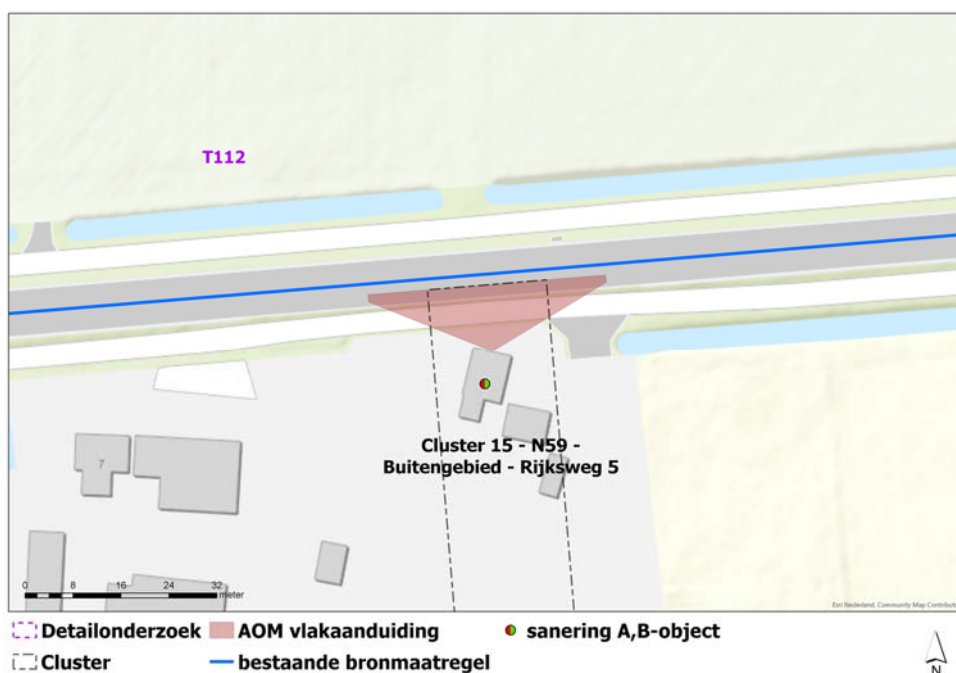 T112
Cluster 15 - N59 -
Buitengebied - Rijksweg 5
7
0 8 16 24 32
meter
Esri Nederland, Community Map Contribut
Detailonderzoek AOM vlakaanduiding sanering A,B-object
Cluster bestaande bronmaatregel
N